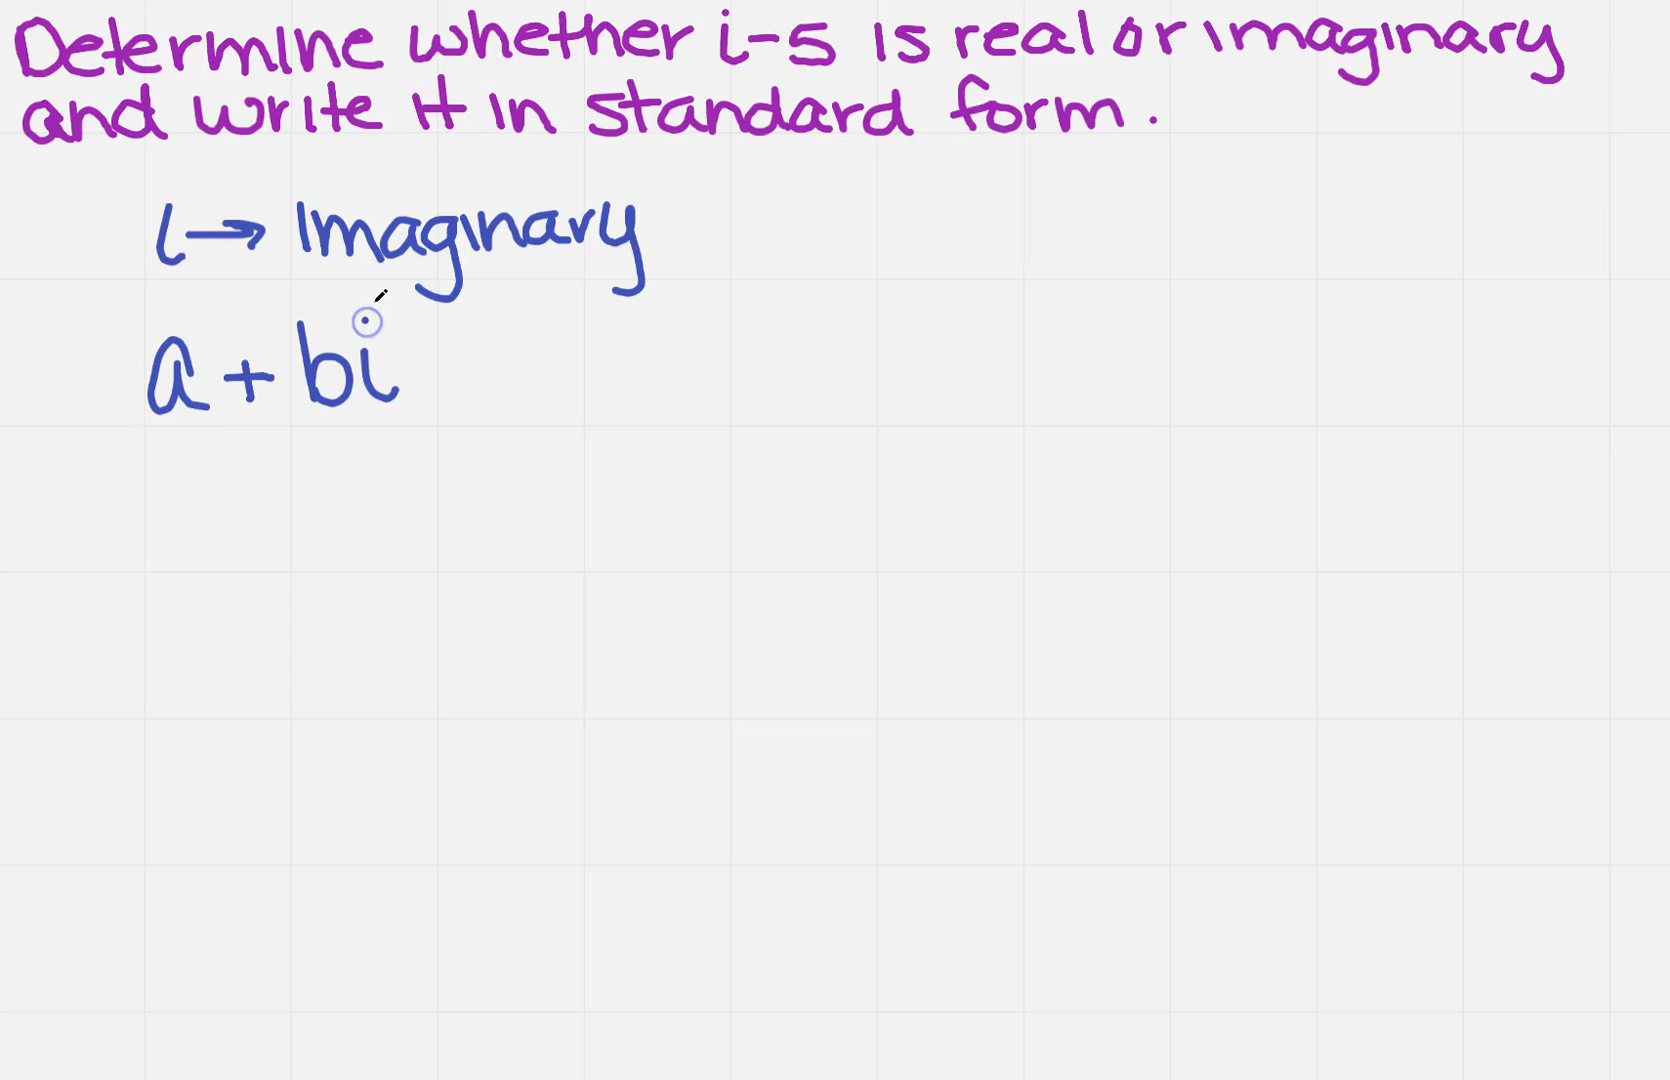 Determine whether i-5 is real or imaginary
and write it in standard form.
i → Imaginary
a + bi